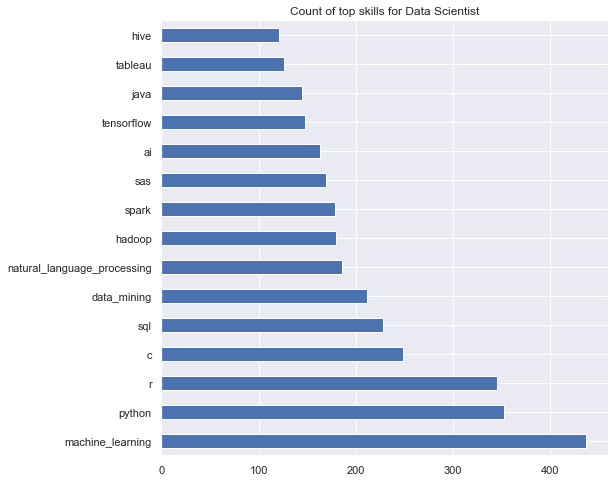 Count of top skills for Data Scientist
hive
tableau
java
tensorflow
ai
sas
spark
hadoop
natural_language_processing
data_mining
sql
c
r
python
machine_learning
0 100 200 300 400